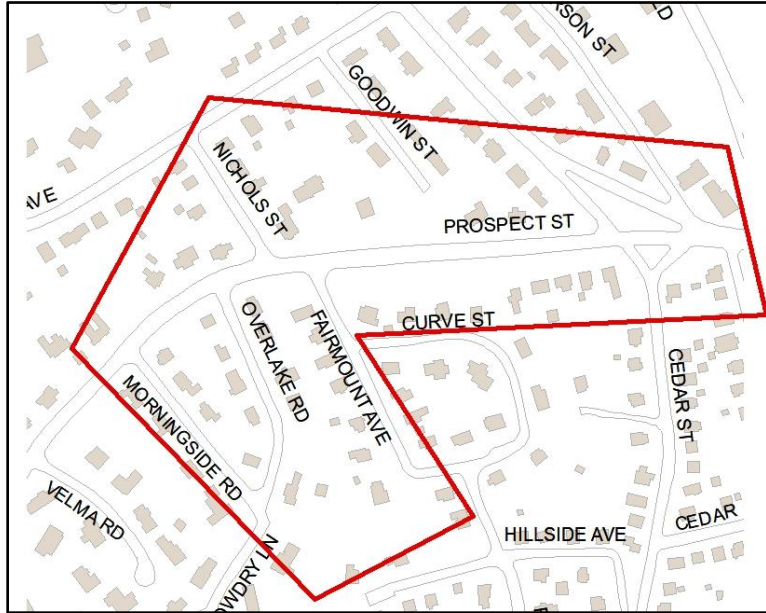 GOODWIN ST
NICHOLS ST
AVE
PROSPECT ST
OVERLAKE RD
FAIRMOUNT AVE
CURVE ST
MORNINGSIDE RD
CEDAR ST
VELMA RD
HILLSIDE AVE
CEDAR